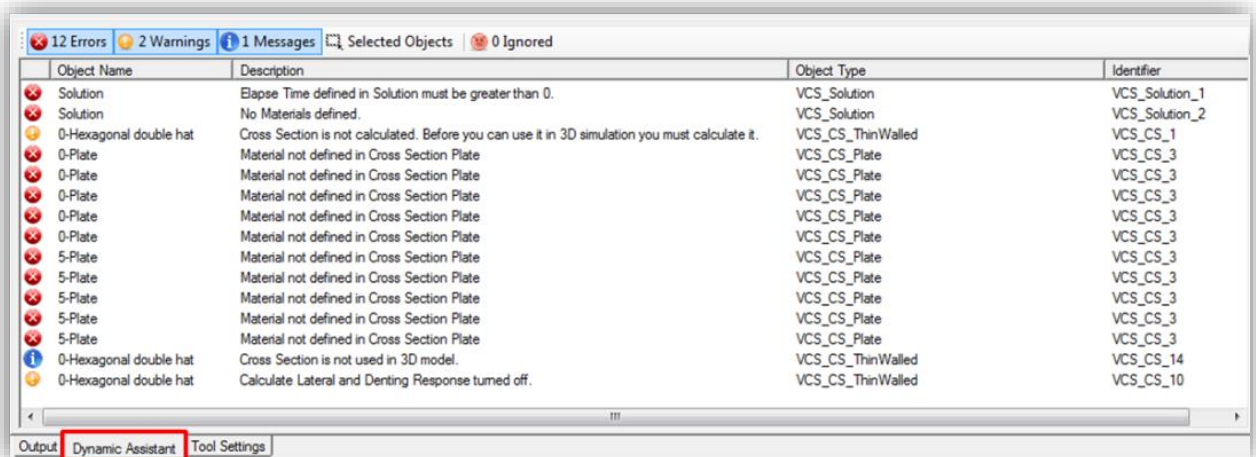 12 Errors 2 Warnings 1 Messages Selected Objects 0 Ignored
Object Name Description Object Type Identifier
Solution Elapse Time defined in Solution must be greater than 0. VCS_Solution VCS_Solution_1
Solution No Materials defined. VCS_Solution VCS_Solution_2
0-Hexagonal double hat Cross Section is not calculated. Before you can use it in 3D simulation you must calculate it. VCS_CS_ThinWalled VCS_CS_1
0-Plate Material not defined in Cross Section Plate VCS_CS_Plate VCS_CS_3
0-Plate Material not defined in Cross Section Plate VCS_CS_Plate VCS_CS_3
0-Plate Material not defined in Cross Section Plate VCS_CS_Plate VCS_CS_3
0-Plate Material not defined in Cross Section Plate VCS_CS_Plate VCS_CS_3
0-Plate Material not defined in Cross Section Plate VCS_CS_Plate VCS_CS_3
5-Plate Material not defined in Cross Section Plate VCS_CS_Plate VCS_CS_3
5-Plate Material not defined in Cross Section Plate VCS_CS_Plate VCS_CS_3
5-Plate Material not defined in Cross Section Plate VCS_CS_Plate VCS_CS_3
5-Plate Material not defined in Cross Section Plate VCS_CS_Plate VCS_CS_3
5-Plate Material not defined in Cross Section Plate VCS_CS_Plate VCS_CS_3
0-Hexagonal double hat Cross Section is not used in 3D model. VCS_CS_ThinWalled VCS_CS_14
0-Hexagonal double hat Calculate Lateral and Denting Response turned off. VCS_CS_ThinWalled VCS_CS_10
Output Dynamic Assistant Tool Settings